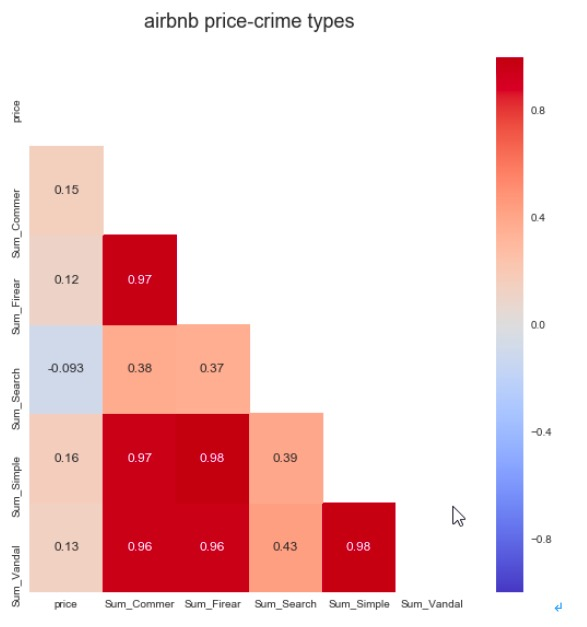 airbnb price-crime types
price
Sum_Commer
0.15
Sum_Firear
0.12 0.97
Sum_Search
-0.093 0.38 0.37
Sum_Simple
0.16 0.97 0.98 0.39
Sum_Vandal
0.13 0.96 0.96 0.43 0.98
price Sum_Commer Sum_Firear Sum_Search Sum_Simple Sum_Vandal
0.8
0.4
0.0
−0.4
−0.8